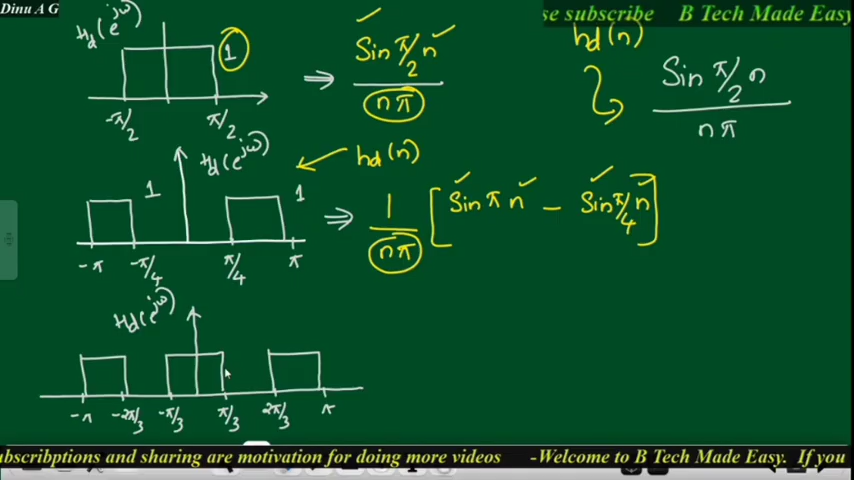 Dinu A G
se subscribe B Tech Made Easy
Hd(e^jω)
1
-π/2
π/2
⇒ Sin π/2 n / nπ
hd(n)
Sin π/2 n / nπ
Hd(e^jω)
1
1
-π
-π/4
π/4
π
hd(n)
⇒ 1/nπ [Sin π n - Sin π/4 n]
Hd(e^jω)
-π
-2π/3
-π/3
π/3
2π/3
π
subscribptions and sharing are motivation for doing more videos -Welcome to B Tech Made Easy. If you